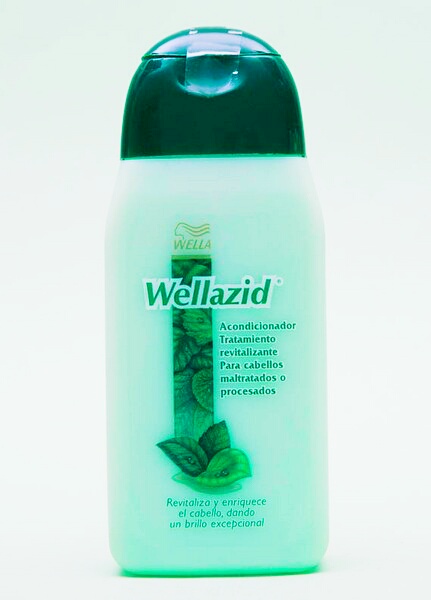 WELLA
Wellazid®
Acondicionador
Tratamiento
revitalizante
Para cabellos
maltratados o
procesados
Revitaliza y enriquece
el cabello, dando
un brillo excepcional